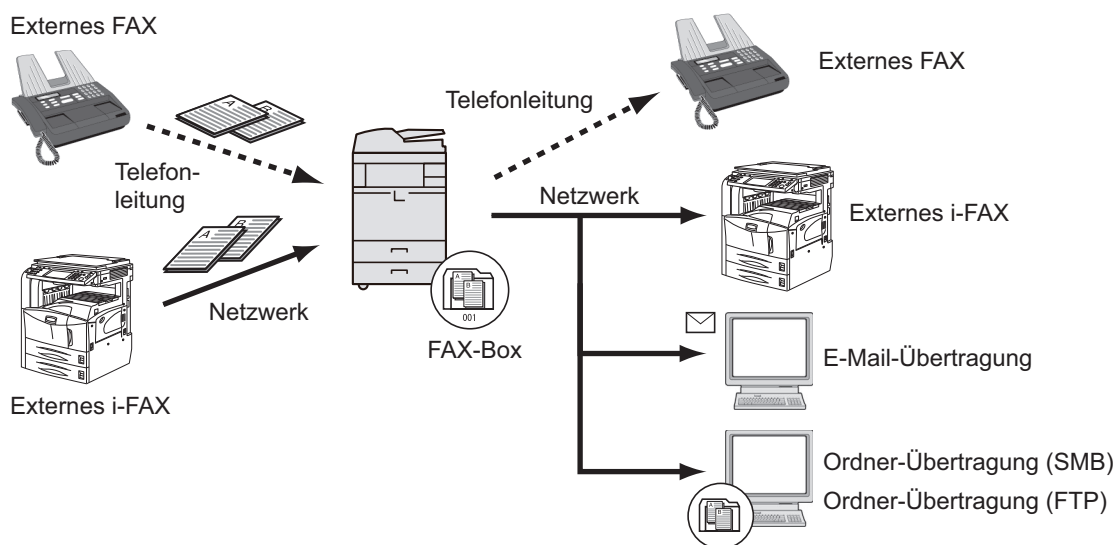 Externes FAX
Telefon-
leitung
A
B
A
B
Netzwerk
Externes i-FAX
A
B
001
FAX-Box
Telefonleitung
Externes FAX
Netzwerk
Externes i-FAX
E-Mail-Übertragung
Ordner-Übertragung (SMB)
Ordner-Übertragung (FTP)
A
B